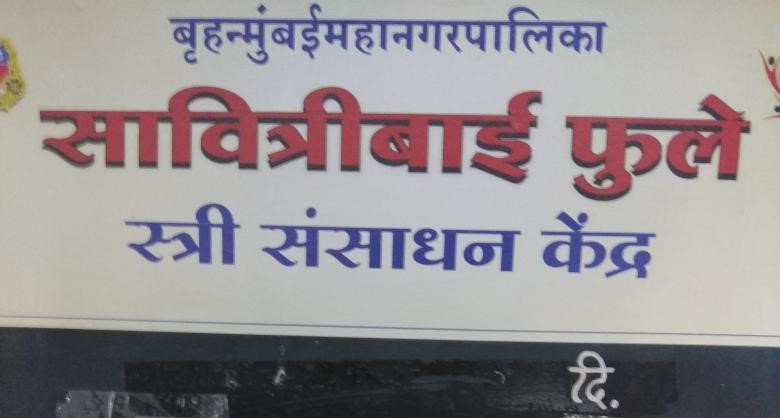 बृहन्मुंबईमहानगरपालिका
सावित्रीबाई फुले
स्त्री संसाधन केंद्र
दि.